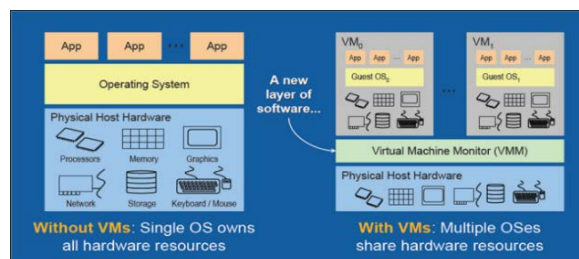 App App ... App
Operating System
Physical Host Hardware
Processors Memory Graphics
Network Storage Keyboard / Mouse
Without VMs: Single OS owns
all hardware resources
A new
layer of
software...
VM0
App App ... App
Guest OS0
...
VM1
App App ... App
Guest OS1
Virtual Machine Monitor (VMM)
Physical Host Hardware
With VMs: Multiple OSes
share hardware resources